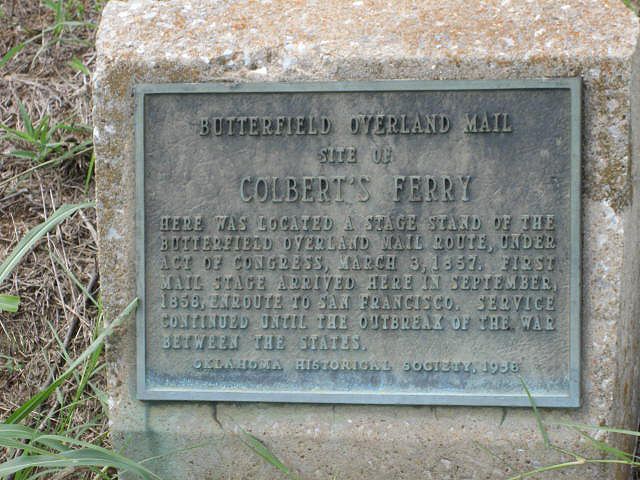 BUTTERFIELD OVERLAND MAIL
SITE OF
COLBERT'S FERRY
HERE WAS LOCATED A STAGE STAND OF THE
BUTTERFIELD OVERLAND MAIL ROUTE, UNDER
ACT OF CONGRESS, MARCH 3, 1857. FIRST
MAIL STAGE ARRIVED HERE IN SEPTEMBER,
1858, ENROUTE TO SAN FRANCISCO. SERVICE
CONTINUED UNTIL THE OUTBREAK OF THE WAR
BETWEEN THE STATES.
OKLAHOMA HISTORICAL SOCIETY, 1958